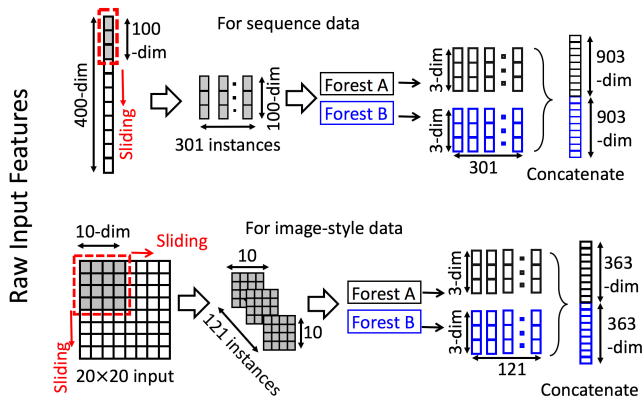 Raw Input Features
For sequence data
400-dim
100
-dim
Sliding
301 instances
100-dim
Forest A
Forest B
3-dim
3-dim
301
903
-dim
903
-dim
Concatenate
For image-style data
10-dim
Sliding
Sliding
20×20 input
10
10
121 instances
Forest A
Forest B
3-dim
3-dim
121
363
-dim
363
-dim
Concatenate